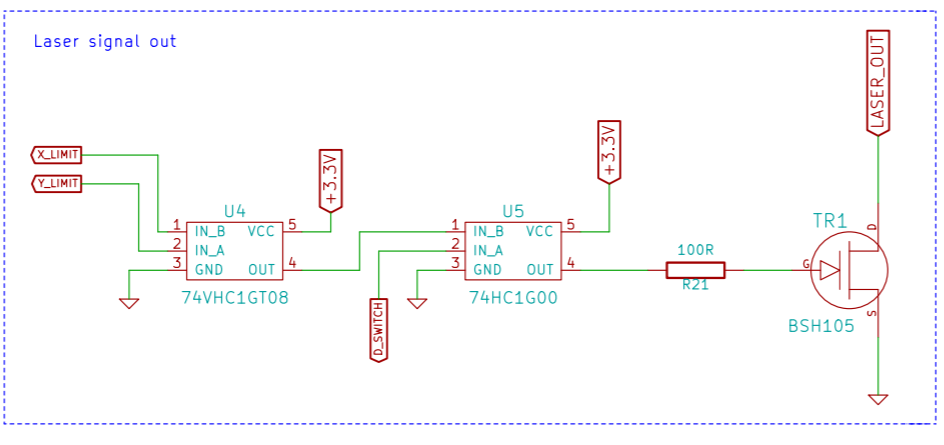 Laser signal out
LASER_OUT
X_LIMIT
Y_LIMIT
+3.3V
+3.3V
U4
1 IN_B VCC 5
2 IN_A
3 GND OUT 4
74VHC1GT08
U5
1 IN_B VCC 5
2 IN_A
3 GND OUT 4
74HC1G00
D_SWITCH
100R
R21
TR1
D
G
S
BSH105